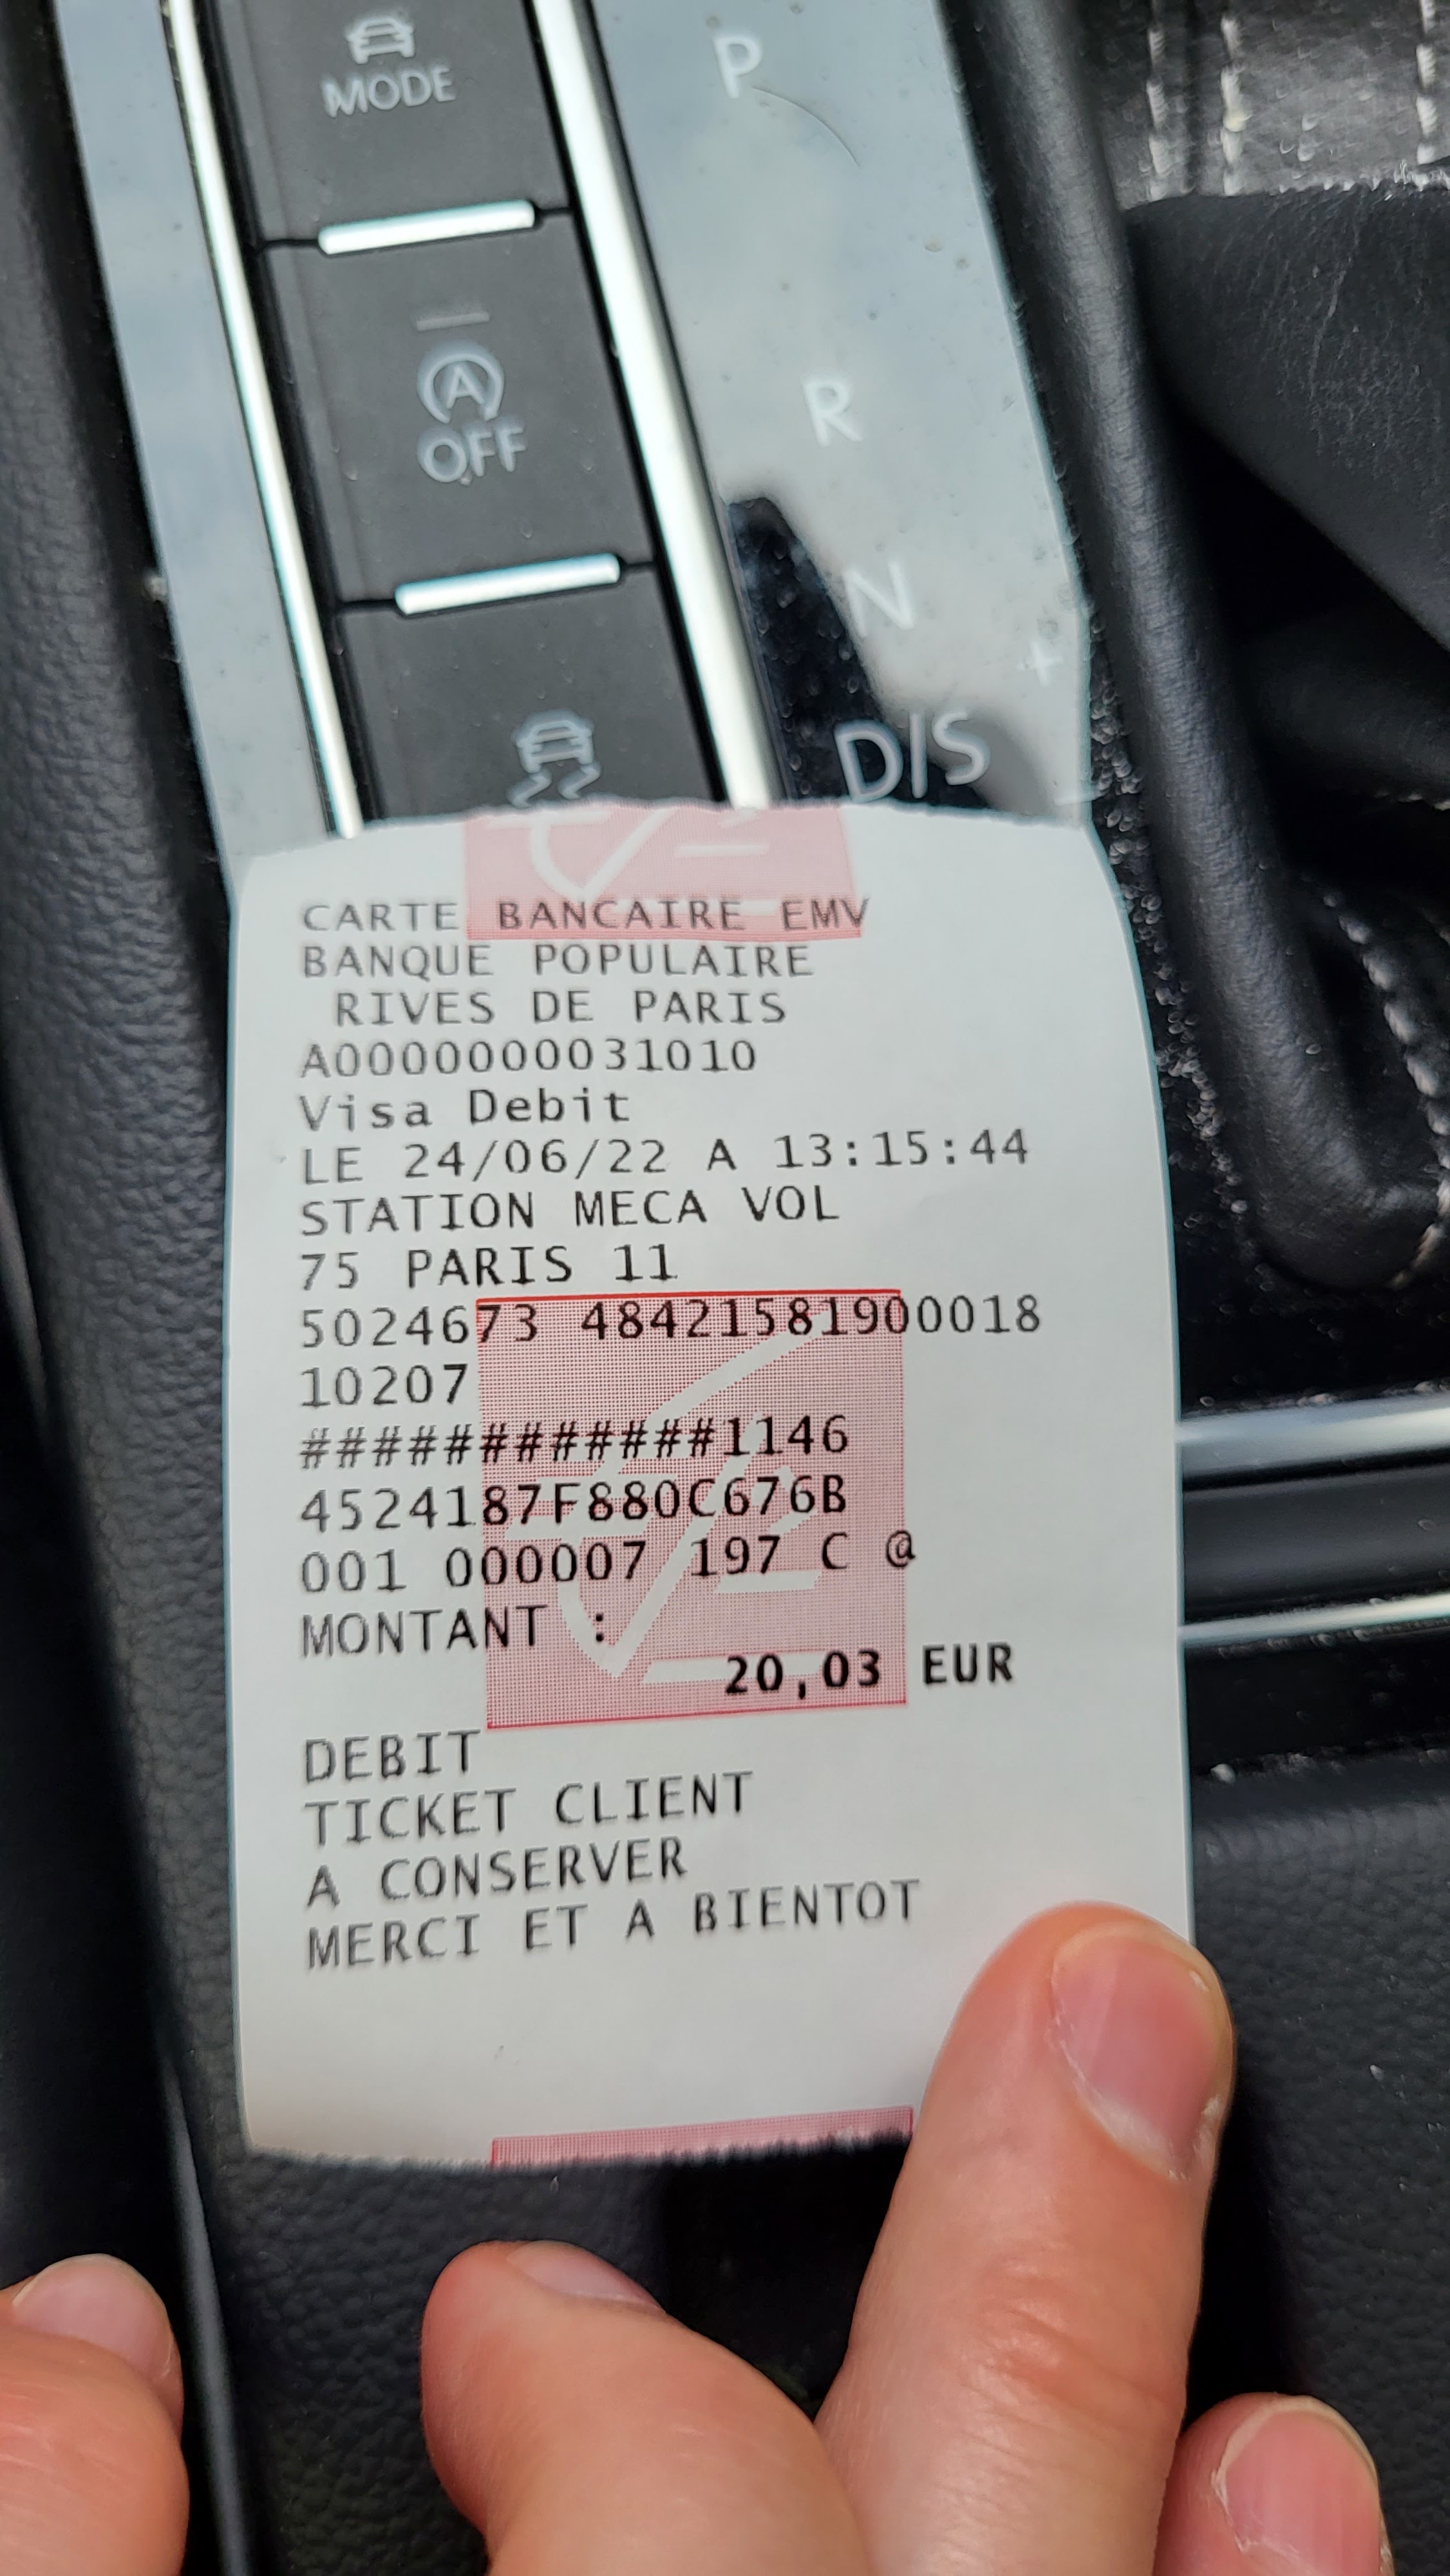 MODE
P
A
OFF
R
N
+
D/S
-
CARTE BANCAIRE EMV
BANQUE POPULAIRE
RIVES DE PARIS
A0000000031010
Visa Debit
LE 24/06/22 A 13:15:44
STATION MECA VOL
75 PARIS 11
5024673 48421581900018
10207
############1146
4524187F880C676B
001 000007 197 C @
MONTANT :
20,03 EUR
DEBIT
TICKET CLIENT
A CONSERVER
MERCI ET A BIENTOT